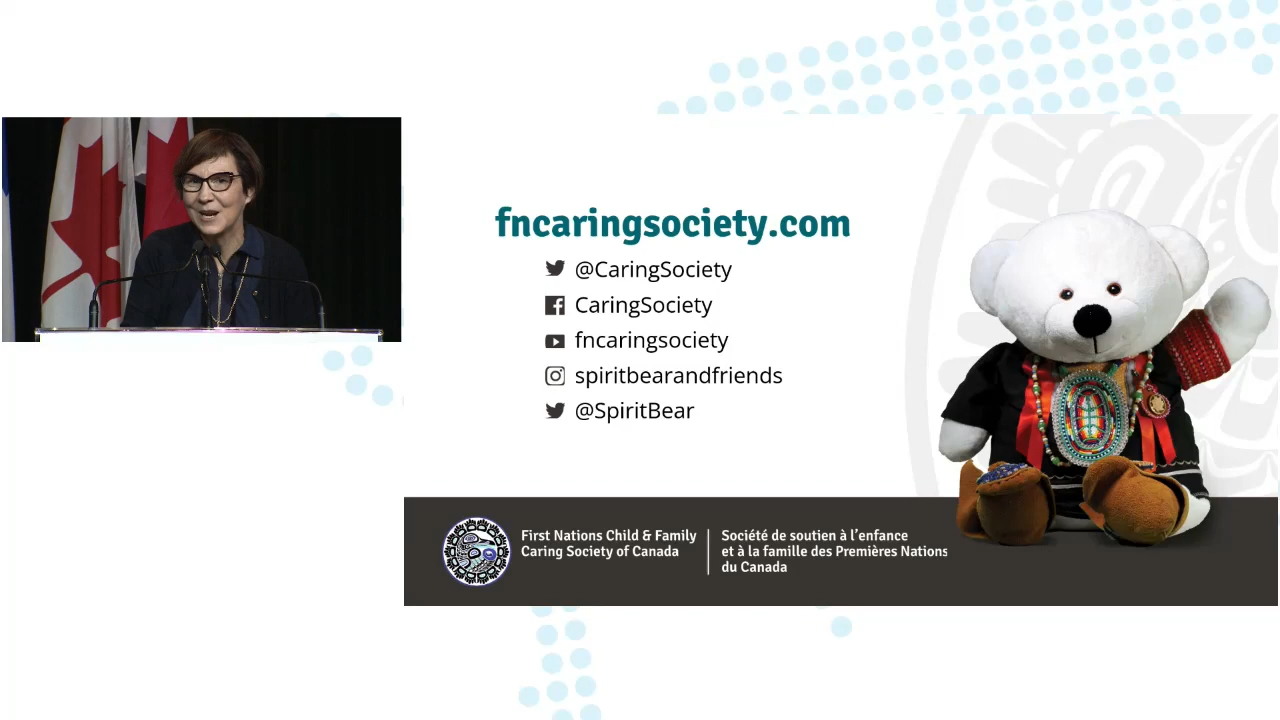 fncaringsociety.com
@CaringSociety
CaringSociety
fncaringsociety
spiritbearandfriends
@SpiritBear
First Nations Child & Family
Caring Society of Canada
Société de soutien à l'enfance
et à la famille des Premières Nations
du Canada